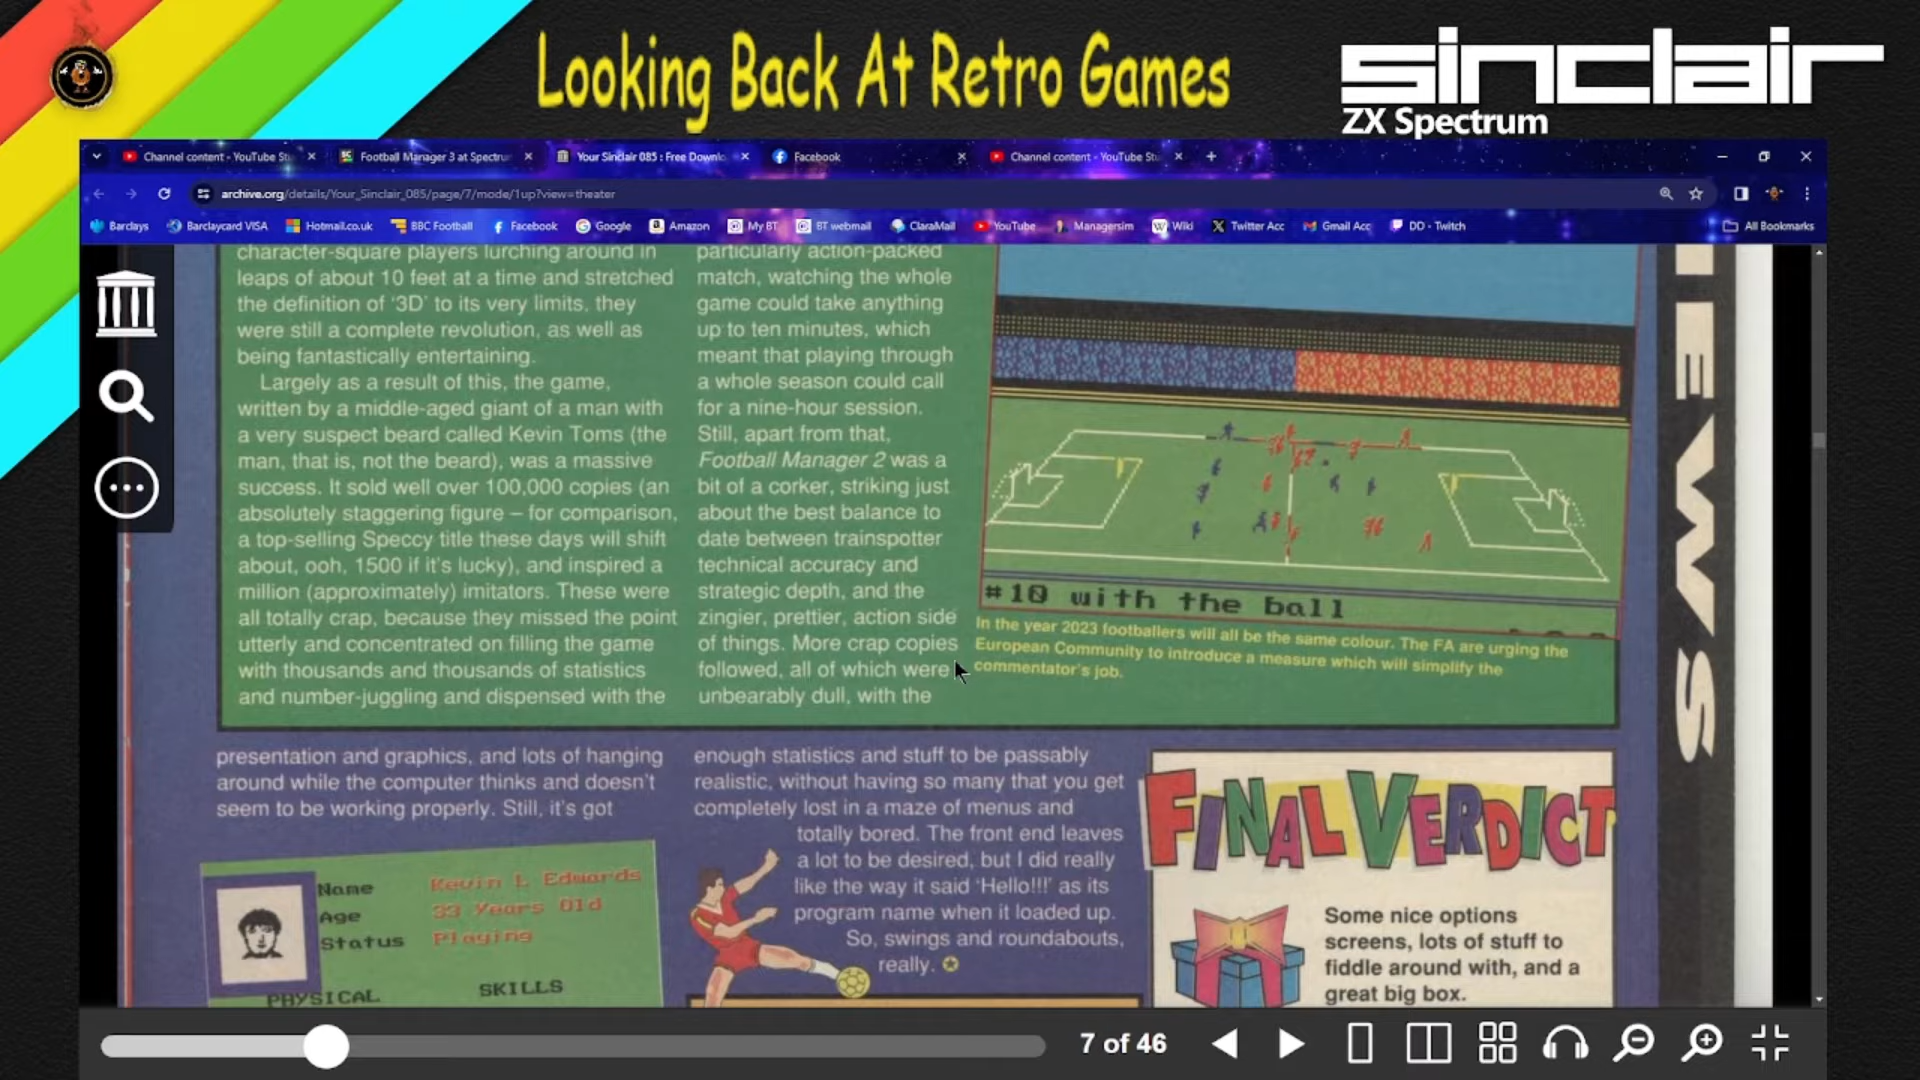 Looking Back At Retro Games
sinclair
ZX Spectrum
Channel content - YouTube Stu
Football Manager 3 at Spectrum
Your Sinclair 085 : Free Downlo
Facebook
Channel content - YouTube Stu
archive.org/details/Your_Sinclair_085/page/7/mode/1up?view=theater
Barclays
Barclaycard VISA
Hotmail.co.uk
BBC Football
Facebook
Google
Amazon
My BT
BT webmail
ClaraMail
YouTube
Managersim
Wiki
Twitter Acc
Gmail Acc
DD - Twitch
All Bookmarks
character-square players lurching around in
leaps of about 10 feet at a time and stretched
the definition of '3D' to its very limits, they
were still a complete revolution, as well as
being fantastically entertaining.
Largely as a result of this, the game,
written by a middle-aged giant of a man with
a very suspect beard called Kevin Toms (the
man, that is, not the beard), was a massive
success. It sold well over 100,000 copies (an
absolutely staggering figure – for comparison,
a top-selling Speccy title these days will shift
about, ooh, 1500 if it's lucky), and inspired a
million (approximately) imitators. These were
all totally crap, because they missed the point
utterly and concentrated on filling the game
with thousands and thousands of statistics
and number-juggling and dispensed with the
particularly action-packed
match, watching the whole
game could take anything
up to ten minutes, which
meant that playing through
a whole season could call
for a nine-hour session.
Still, apart from that,
Football Manager 2 was a
bit of a corker, striking just
about the best balance to
date between trainspotter
technical accuracy and
strategic depth, and the
zingier, prettier, action side
of things. More crap copies
followed, all of which were
unbearably dull, with the
#10 with the ball
In the year 2023 footballers will all be the same colour. The FA are urging the
European Community to introduce a measure which will simplify the
commentator's job.
EWS
presentation and graphics, and lots of hanging
around while the computer thinks and doesn't
seem to be working properly. Still, it's got
enough statistics and stuff to be passably
realistic, without having so many that you get
completely lost in a maze of menus and
totally bored. The front end leaves
a lot to be desired, but I did really
like the way it said 'Hello!!!' as its
program name when it loaded up.
So, swings and roundabouts,
really.
Name Kevin L Edwards
Age 33 Years Old
Status Playing
PHYSICAL SKILLS
FINAL VERDICT
Some nice options
screens, lots of stuff to
fiddle around with, and a
great big box.
7 of 46